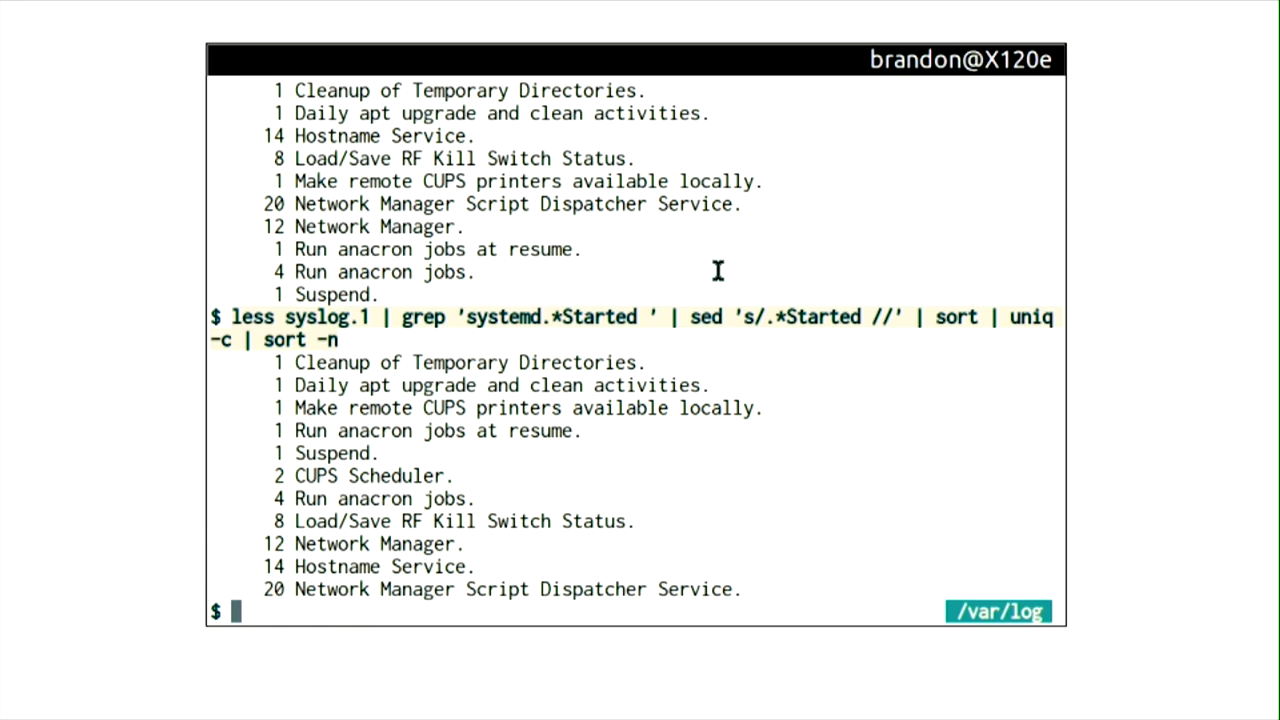 brandon@X120e
1 Cleanup of Temporary Directories.
1 Daily apt upgrade and clean activities.
14 Hostname Service.
8 Load/Save RF Kill Switch Status.
1 Make remote CUPS printers available locally.
20 Network Manager Script Dispatcher Service.
12 Network Manager.
1 Run anacron jobs at resume.
4 Run anacron jobs.
1 Suspend.
$ less syslog.1 | grep 'systemd.*Started ' | sed 's/.*Started //' | sort | uniq
-c | sort -n
1 Cleanup of Temporary Directories.
1 Daily apt upgrade and clean activities.
1 Make remote CUPS printers available locally.
1 Run anacron jobs at resume.
1 Suspend.
2 CUPS Scheduler.
4 Run anacron jobs.
8 Load/Save RF Kill Switch Status.
12 Network Manager.
14 Hostname Service.
20 Network Manager Script Dispatcher Service.
$ /var/log